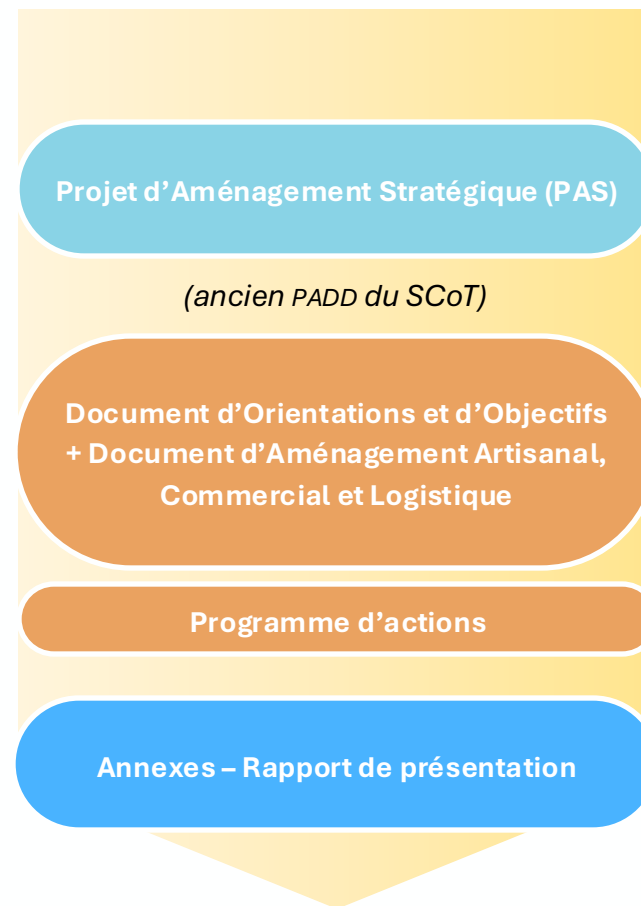 Projet d’Aménagement Stratégique (PAS)
(ancien PADD du SCoT)
Document d’Orientations et d’Objectifs
+ Document d’Aménagement Artisanal,
Commercial et Logistique
Programme d’actions
Annexes – Rapport de présentation